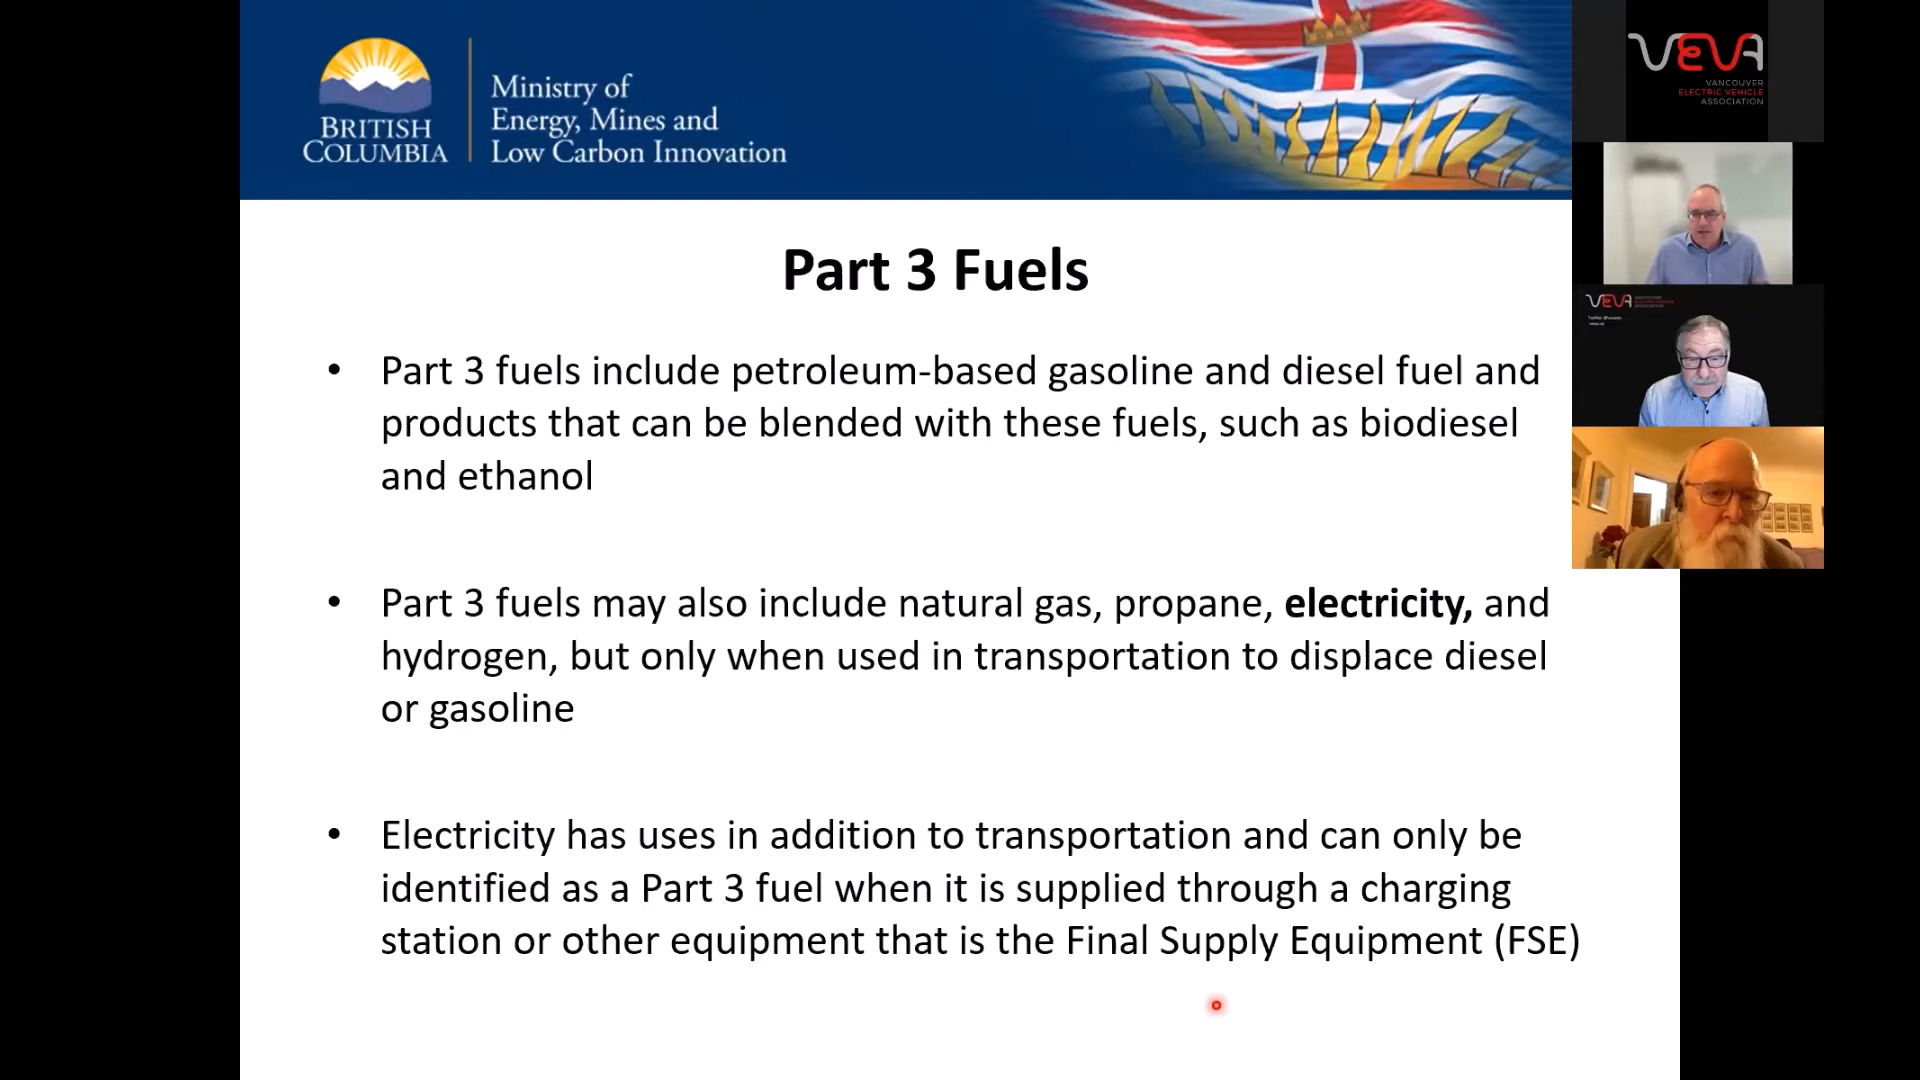 BRITISH
COLUMBIA
Ministry of
Energy, Mines and
Low Carbon Innovation
VEVA
VANCOUVER
ELECTRIC VEHICLE
ASSOCIATION
Part 3 Fuels
• Part 3 fuels include petroleum-based gasoline and diesel fuel and
products that can be blended with these fuels, such as biodiesel
and ethanol
• Part 3 fuels may also include natural gas, propane, electricity, and
hydrogen, but only when used in transportation to displace diesel
or gasoline
• Electricity has uses in addition to transportation and can only be
identified as a Part 3 fuel when it is supplied through a charging
station or other equipment that is the Final Supply Equipment (FSE)
VEVA
VANCOUVER
ELECTRIC VEHICLE
ASSOCIATION